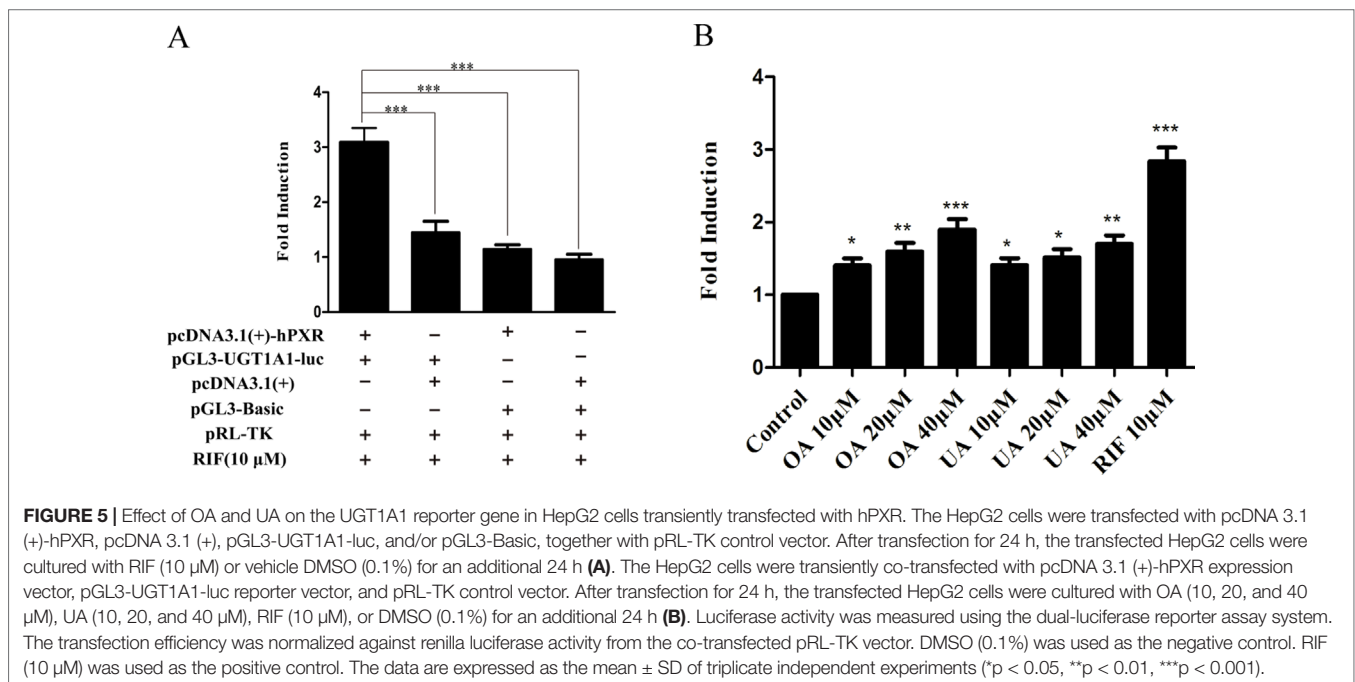 A
***
***
***
4
3
2
1
0
Fold Induction
pcDNA3.1(+)-hPXR + − + −
pGL3-UGT1A1-luc + + − −
pcDNA3.1(+) − + − +
pGL3-Basic − − + +
pRL-TK + + + +
RIF(10 μM) + + + +
B
4
3
2
1
0
Fold Induction
* ** *** * * ** ***
Control OA 10μM OA 20μM OA 40μM UA 10μM UA 20μM UA 40μM RIF 10μM
FIGURE 5 | Effect of OA and UA on the UGT1A1 reporter gene in HepG2 cells transiently transfected with hPXR. The HepG2 cells were transfected with pcDNA 3.1
(+)-hPXR, pcDNA 3.1 (+), pGL3-UGT1A1-luc, and/or pGL3-Basic, together with pRL-TK control vector. After transfection for 24 h, the transfected HepG2 cells were
cultured with RIF (10 μM) or vehicle DMSO (0.1%) for an additional 24 h (A). The HepG2 cells were transiently co-transfected with pcDNA 3.1 (+)-hPXR expression
vector, pGL3-UGT1A1-luc reporter vector, and pRL-TK control vector. After transfection for 24 h, the transfected HepG2 cells were cultured with OA (10, 20, and 40
μM), UA (10, 20, and 40 μM), RIF (10 μM), or DMSO (0.1%) for an additional 24 h (B). Luciferase activity was measured using the dual-luciferase reporter assay system.
The transfection efficiency was normalized against renilla luciferase activity from the co-transfected pRL-TK vector. DMSO (0.1%) was used as the negative control. RIF
(10 μM) was used as the positive control. The data are expressed as the mean ± SD of triplicate independent experiments (*p < 0.05, **p < 0.01, ***p < 0.001).